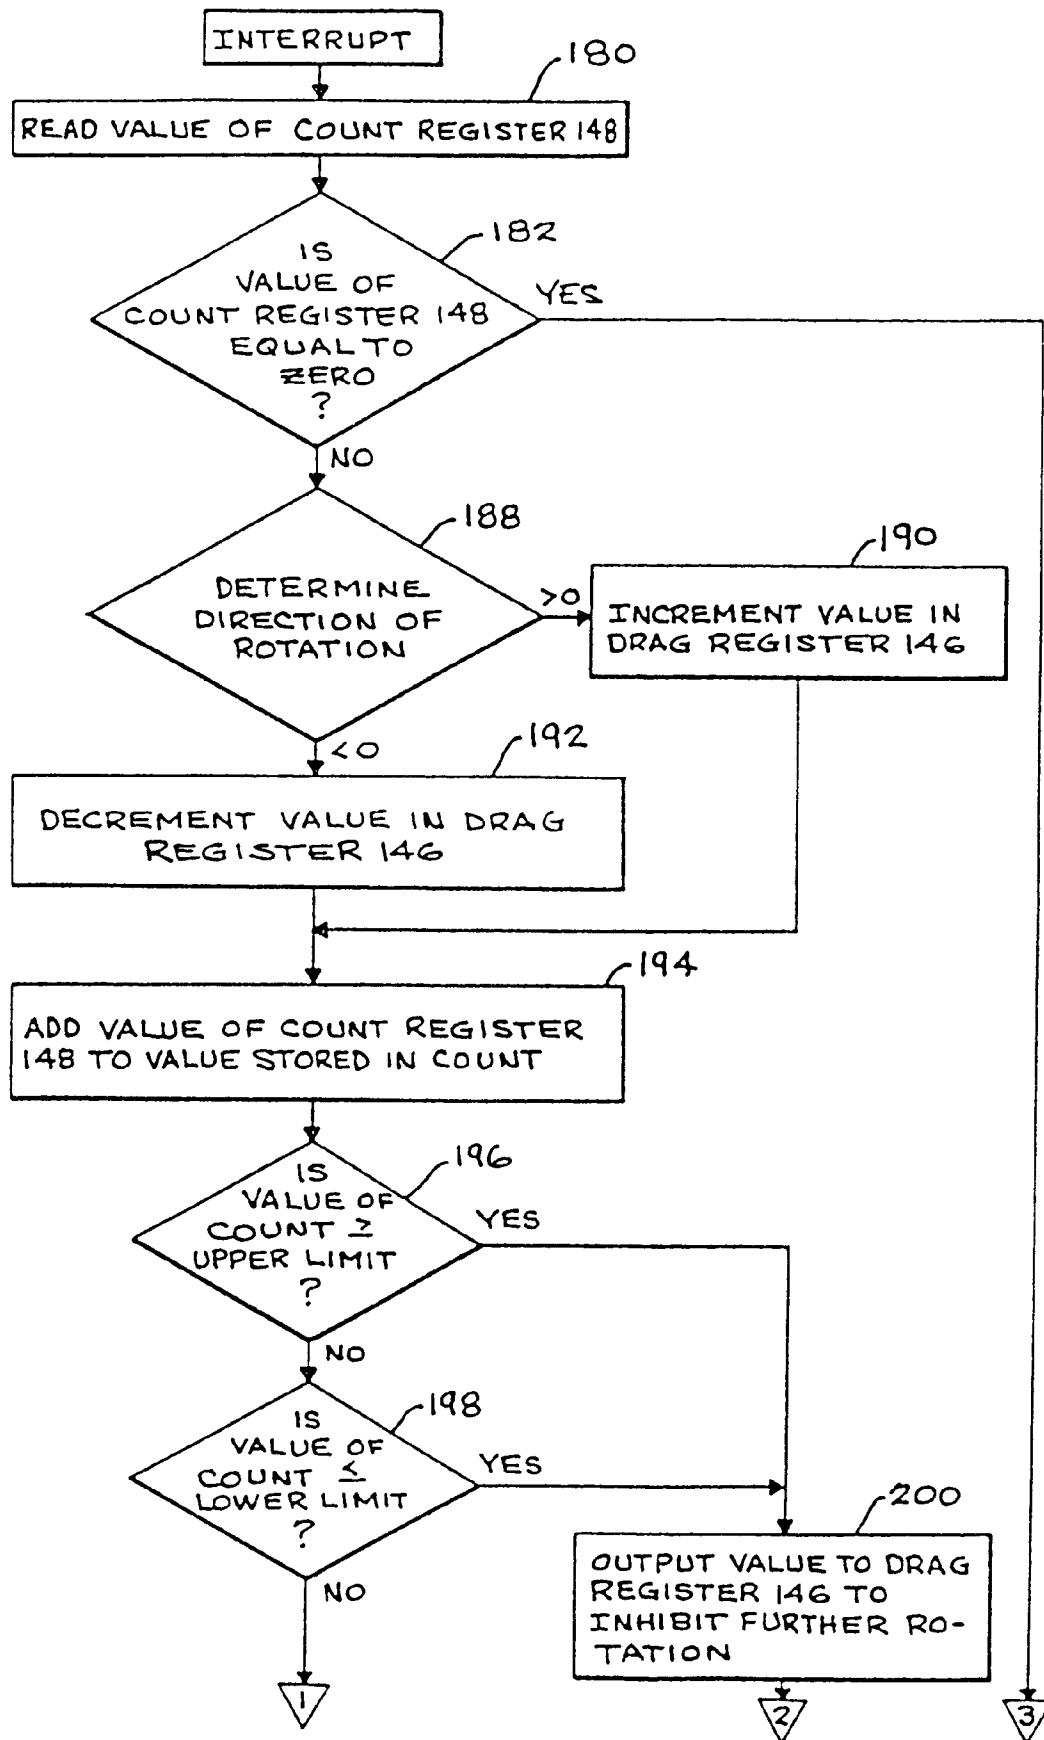 INTERRUPT
180
READ VALUE OF COUNT REGISTER 148
182
IS
VALUE OF
COUNT REGISTER 148
EQUAL TO
ZERO
?
YES
NO
188
DETERMINE
DIRECTION OF
ROTATION
>0
190
INCREMENT VALUE IN
DRAG REGISTER 146
<0
192
DECREMENT VALUE IN DRAG
REGISTER 146
194
ADD VALUE OF COUNT REGISTER
148 TO VALUE STORED IN COUNT
196
IS
VALUE OF
COUNT ≥
UPPER LIMIT
?
YES
NO
198
IS
VALUE OF
COUNT ≤
LOWER LIMIT
?
YES
NO
200
OUTPUT VALUE TO DRAG
REGISTER 146 TO
INHIBIT FURTHER RO-
TATION
1
2
3